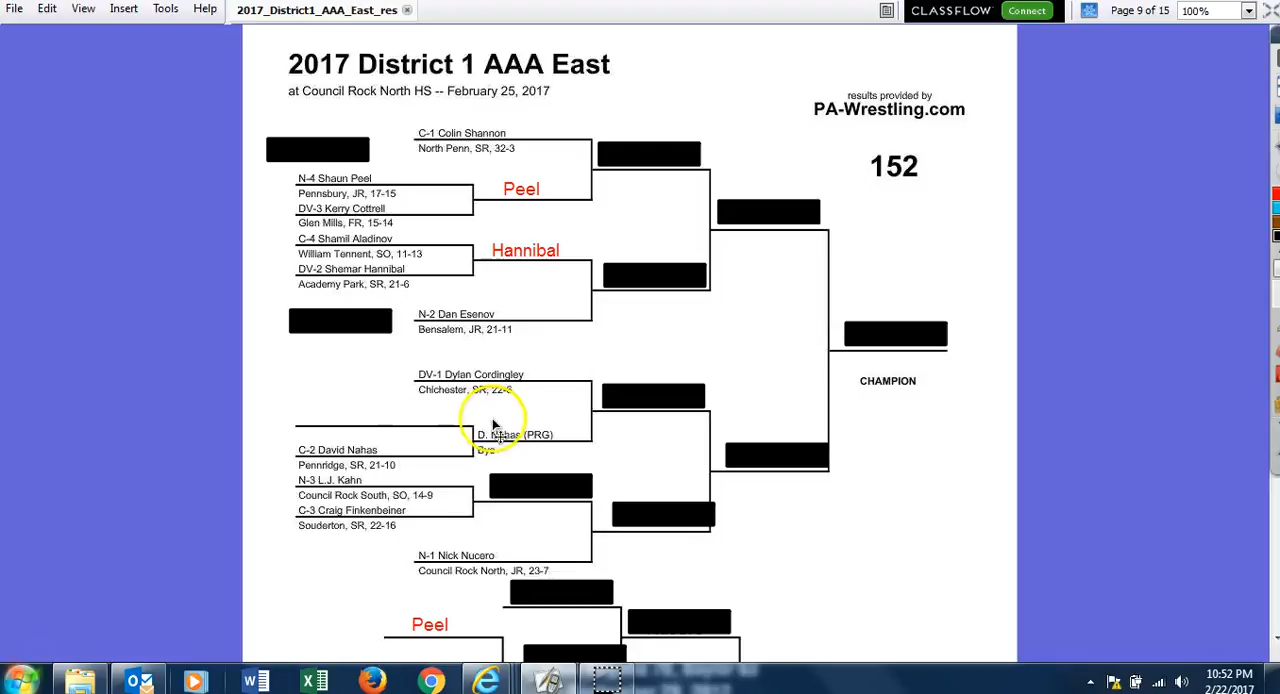 File Edit View Insert Tools Help
2017_District1_AAA_East_res
CLASSFLOW Connect
Page 9 of 15
100%
2017 District 1 AAA East
at Council Rock North HS -- February 25, 2017
results provided by
PA-Wrestling.com
152
C-1 Colin Shannon
North Penn, SR, 32-3
N-4 Shaun Peel
Pennsbury, JR, 17-15
Peel
DV-3 Kerry Cottrell
Glen Mills, FR, 15-14
C-4 Shamil Aladinov
William Tennent, SO, 11-13
Hannibal
DV-2 Shemar Hannibal
Academy Park, SR, 21-6
N-2 Dan Esenov
Bensalem, JR, 21-11
DV-1 Dylan Cordingley
Chichester, SR, 22-6
D. Nahas (PRG)
Bye
C-2 David Nahas
Pennridge, SR, 21-10
N-3 L.J. Kahn
Council Rock South, SO, 14-9
C-3 Craig Finkenbeiner
Souderton, SR, 22-16
N-1 Nick Nucero
Council Rock North, JR, 23-7
CHAMPION
Peel
10:52 PM
2/22/2017